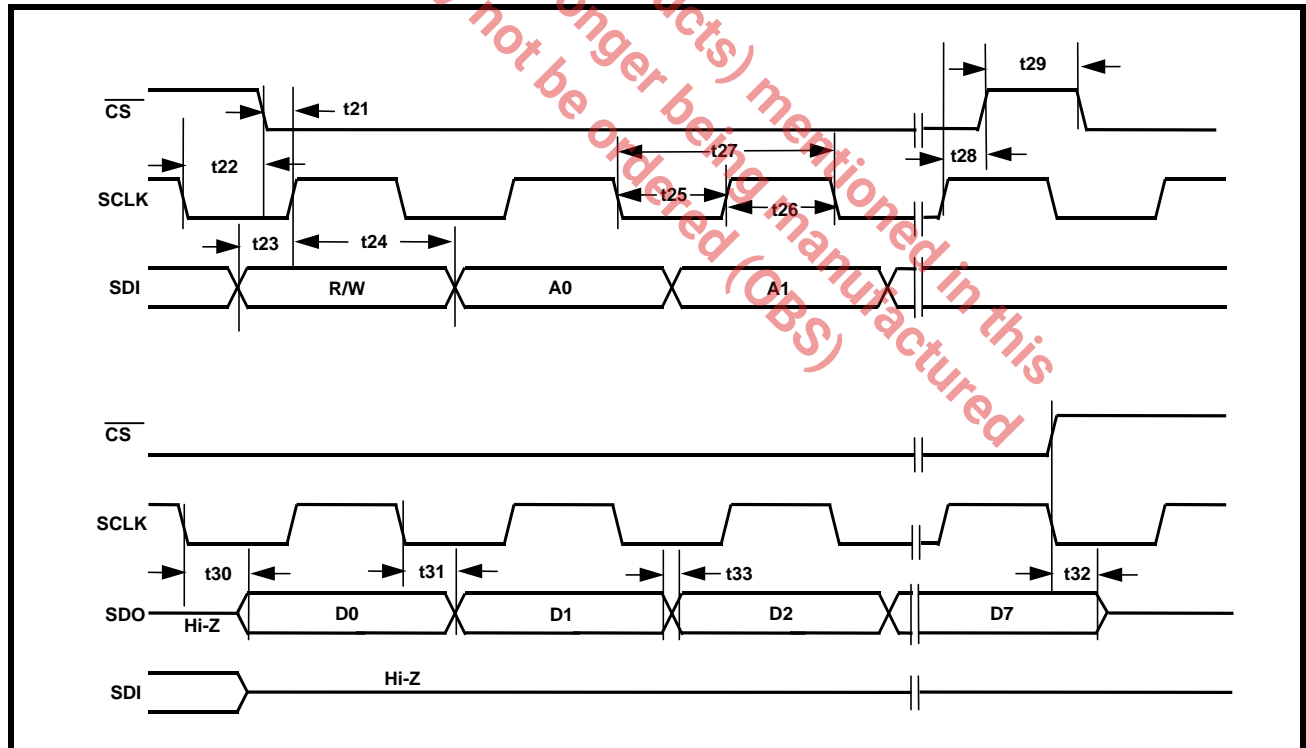 ucts) mentioned in this
onger being manufactured
not be ordered (OBS)
t29
CS
t21
t27
t28
t22
SCLK
t25
t26
t23
t24
SDI
R/W
A0
A1
CS
SCLK
t30
t31
t33
t32
SDO
Hi-Z
D0
D1
D2
D7
SDI
Hi-Z